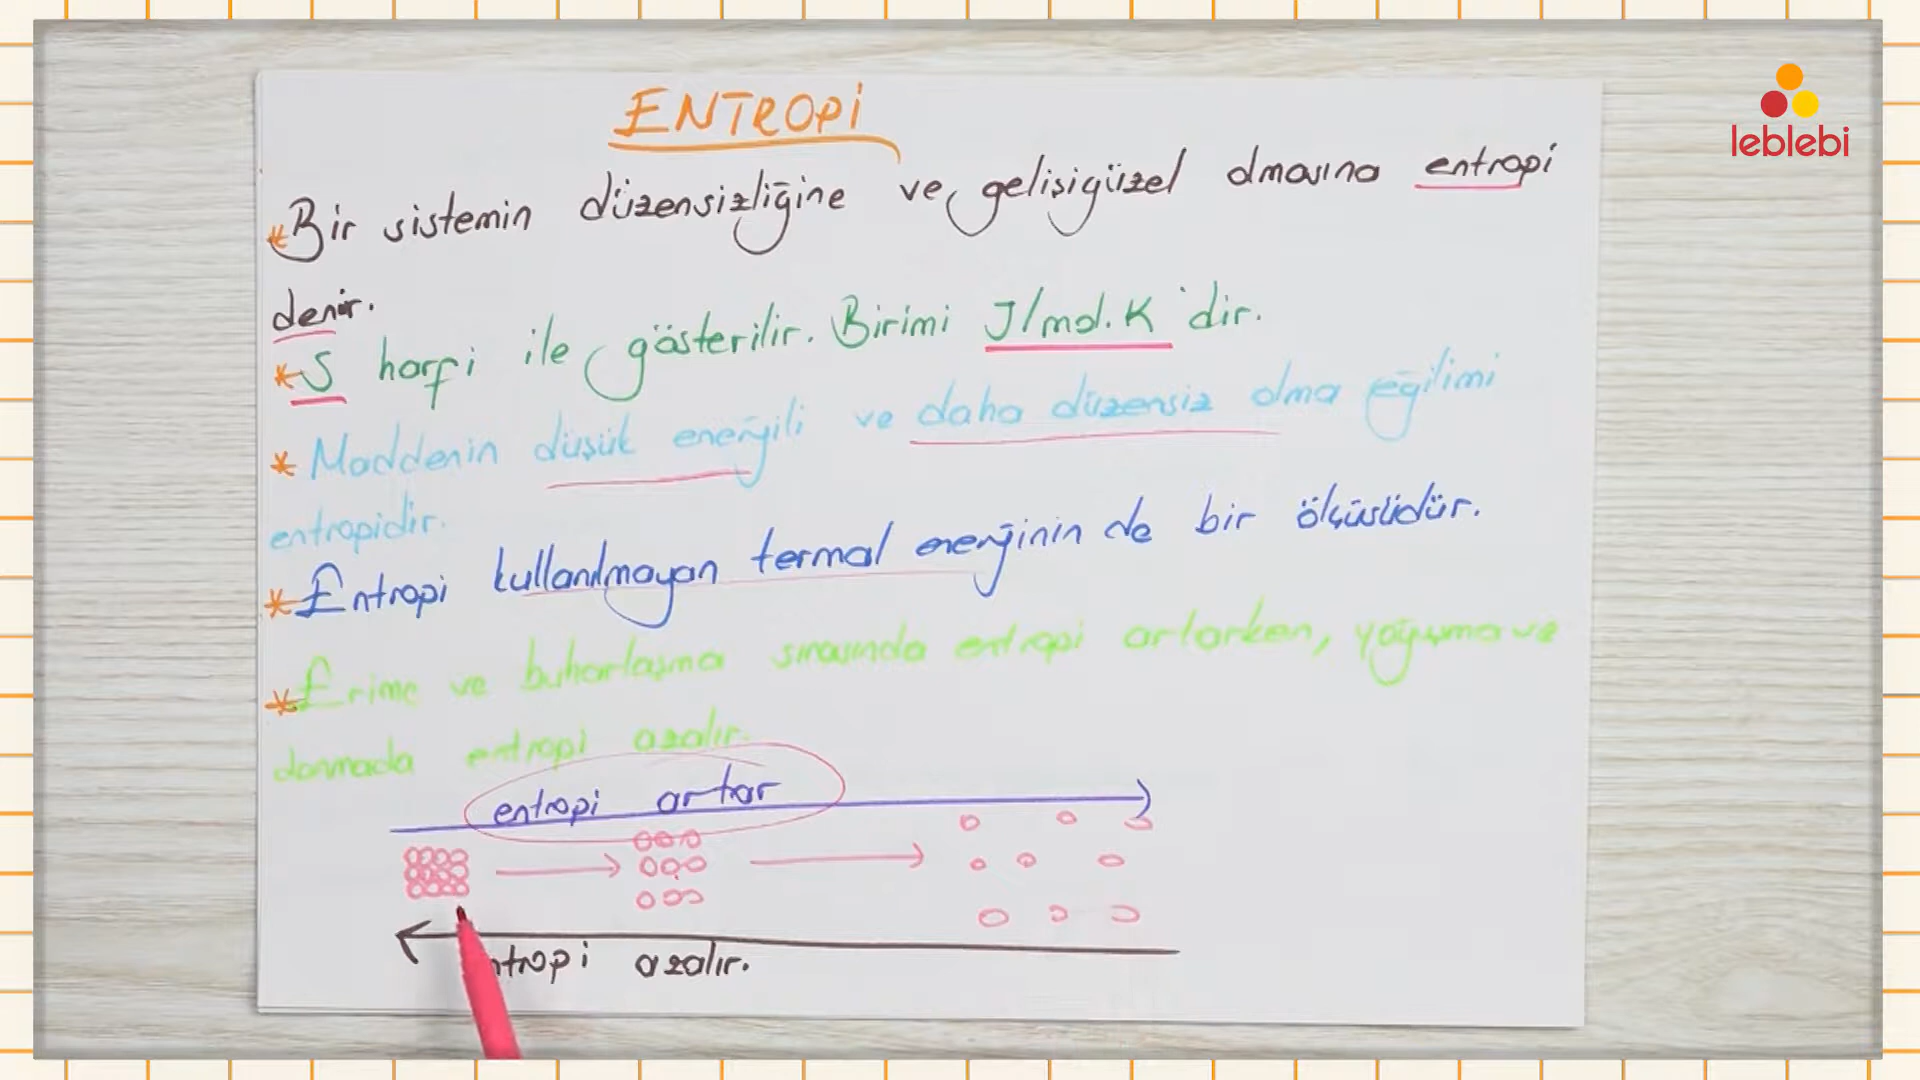 leblebi
ENTROPİ
* Bir sistemin düzensizliğine ve gelişigüzel olmasına entropi
denir.
* S harfi ile gösterilir. Birimi J/mol.K 'dir.
* Maddenin düşük enerjili ve daha düzensiz olma eğilimi
entropidir.
* Entropi kullanılmayan termal enerjinin de bir ölçüsüdür.
* Erime ve buharlaşma sırasında entropi artarken, yoğuşma ve
donmada entropi azalır.
entropi artar
ntropi azalır.